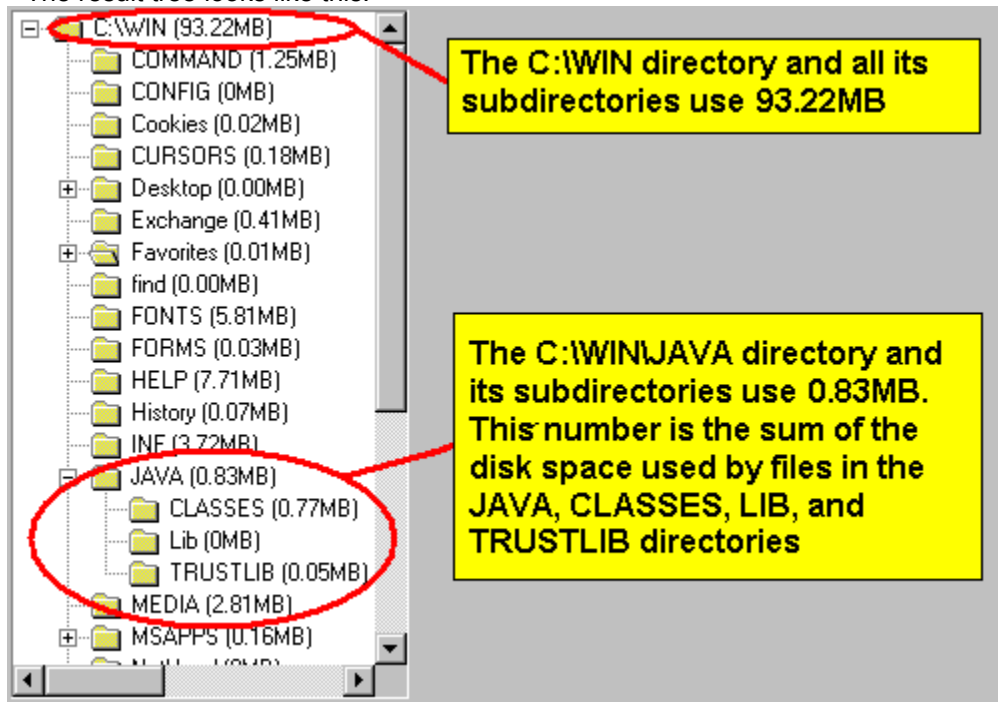 The result tree looks like this:
C:\WIN (93.22MB)
COMMAND (1.25MB)
CONFIG (0MB)
Cookies (0.02MB)
CURSORS (0.18MB)
Desktop (0.00MB)
Exchange (0.41MB)
Favorites (0.01MB)
find (0.00MB)
FONTS (5.81MB)
FORMS (0.03MB)
HELP (7.71MB)
History (0.07MB)
INF (3.72MB)
JAVA (0.83MB)
CLASSES (0.77MB)
Lib (0MB)
TRUSTLIB (0.05MB)
MEDIA (2.81MB)
MSAPPS (0.16MB)
The C:\WIN directory and all its
subdirectories use 93.22MB
The C:\WIN\JAVA directory and
its subdirectories use 0.83MB.
This number is the sum of the
disk space used by files in the
JAVA, CLASSES, LIB, and
TRUSTLIB directories